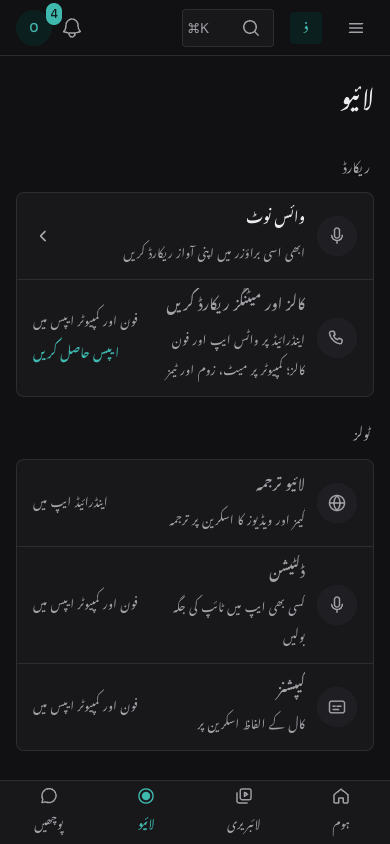 ذ
⌘K
4
O
لائیو
ریکارڈ
وائس نوٹ
ابھی اسی براؤزر میں اپنی آواز ریکارڈ کریں
کالز اور میٹنگز ریکارڈ کریں
اینڈرائیڈ پر واٹس ایپ اور فون
کالز؛ کمپیوٹر پر میٹ، زوم اور ٹیمز
فون اور کمپیوٹر ایپس میں
ایپس حاصل کریں
ٹولز
لائیو ترجمہ
گیمز اور ویڈیوز کا اسکرین پر ترجمہ
اینڈرائیڈ ایپ میں
ڈکٹیشن
کسی بھی ایپ میں ٹائپ کی جگہ
بولیں
فون اور کمپیوٹر ایپس میں
کیپشنز
کال کے الفاظ اسکرین پر
فون اور کمپیوٹر ایپس میں
ہوم
لائبریری
لائیو
پوچھیں